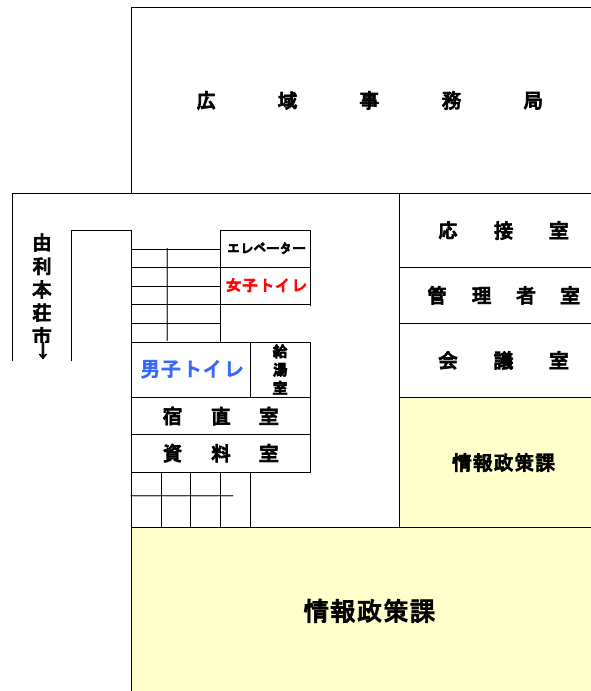 広域事務局
由利本荘市→
エレベーター
応接室
女子トイレ
管理者室
男子トイレ
給湯室
会議室
宿直室
資料室
情報政策課
情報政策課